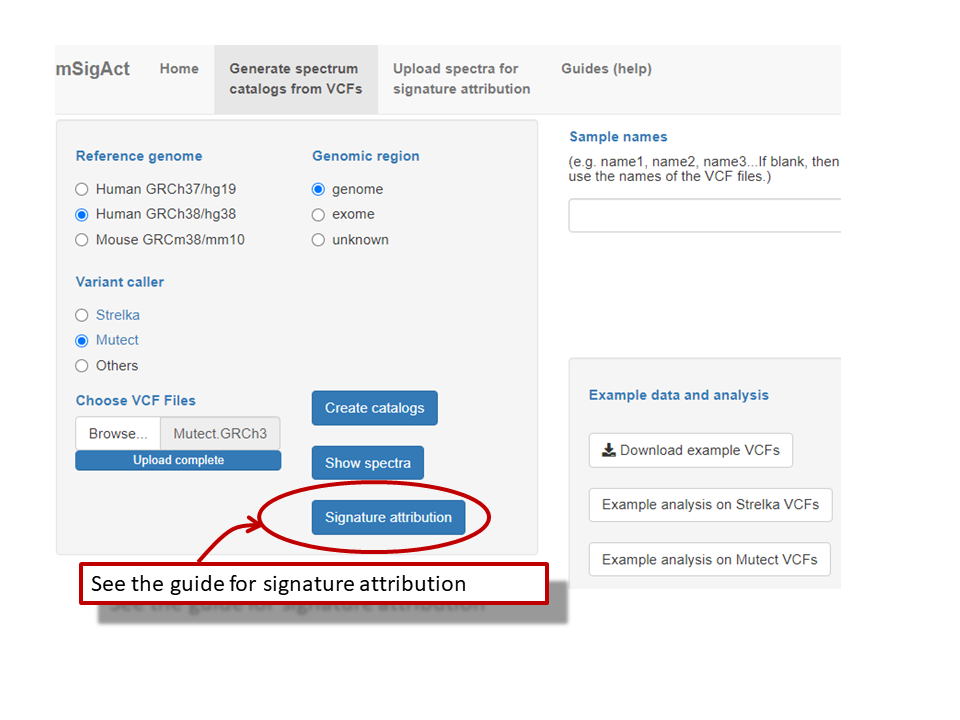 mSigAct
Home
Generate spectrum
catalogs from VCFs
Upload spectra for
signature attribution
Guides (help)
Reference genome
Human GRCh37/hg19
Human GRCh38/hg38
Mouse GRCm38/mm10
Genomic region
genome
exome
unknown
Variant caller
Strelka
Mutect
Others
Choose VCF Files
Browse...
Mutect.GRCh3
Upload complete
Create catalogs
Show spectra
Signature attribution
Sample names
(e.g. name1, name2, name3...If blank, then
use the names of the VCF files.)
Example data and analysis
Download example VCFs
Example analysis on Strelka VCFs
Example analysis on Mutect VCFs
See the guide for signature attribution